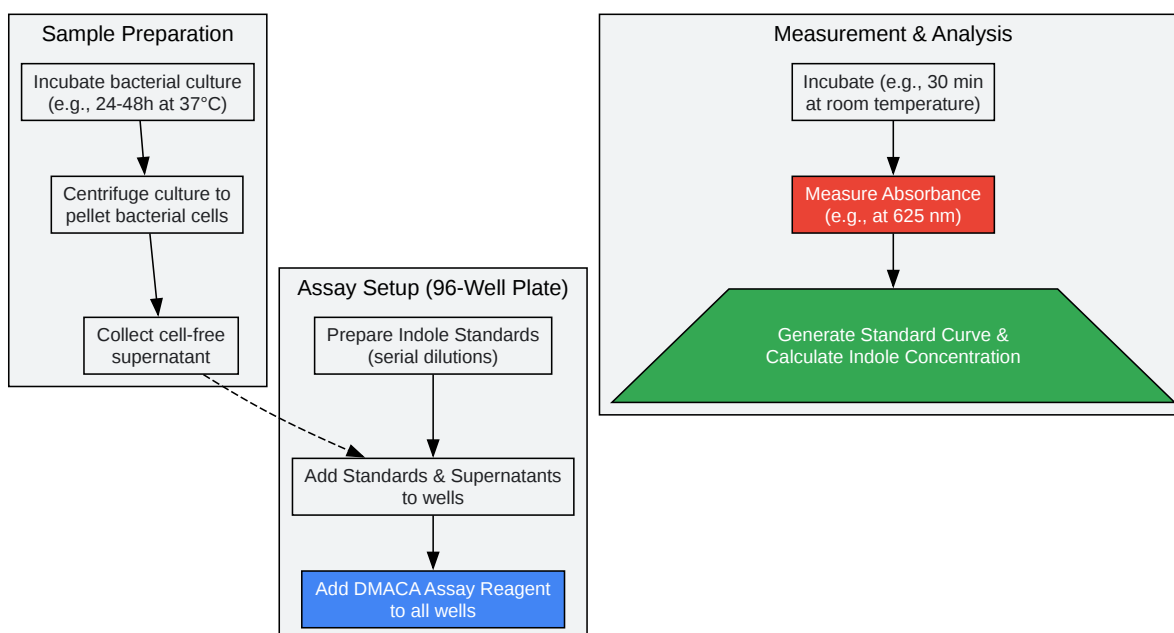 Sample Preparation
Incubate bacterial culture
(e.g., 24-48h at 37°C)
Centrifuge culture to
pellet bacterial cells
Collect cell-free
supernatant
Assay Setup (96-Well Plate)
Prepare Indole Standards
(serial dilutions)
Add Standards & Supernatants
to wells
Add DMACA Assay Reagent
to all wells
Measurement & Analysis
Incubate (e.g., 30 min
at room temperature)
Measure Absorbance
(e.g., at 625 nm)
Generate Standard Curve &
Calculate Indole Concentration